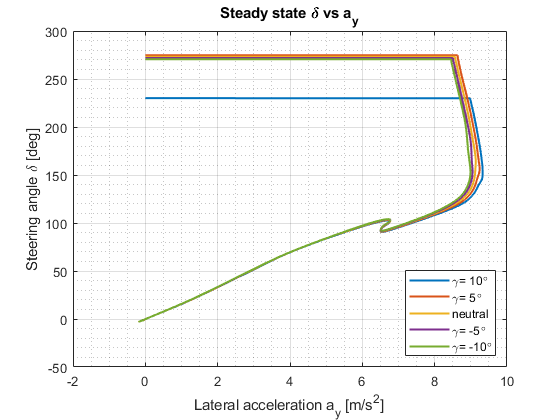 Steady state δ vs a_y
300
250
200
150
100
50
0
-50
-2
0
2
4
6
8
10
Steering angle δ [deg]
Lateral acceleration a_y [m/s²]
γ= 10°
γ= 5°
neutral
γ= -5°
γ= -10°